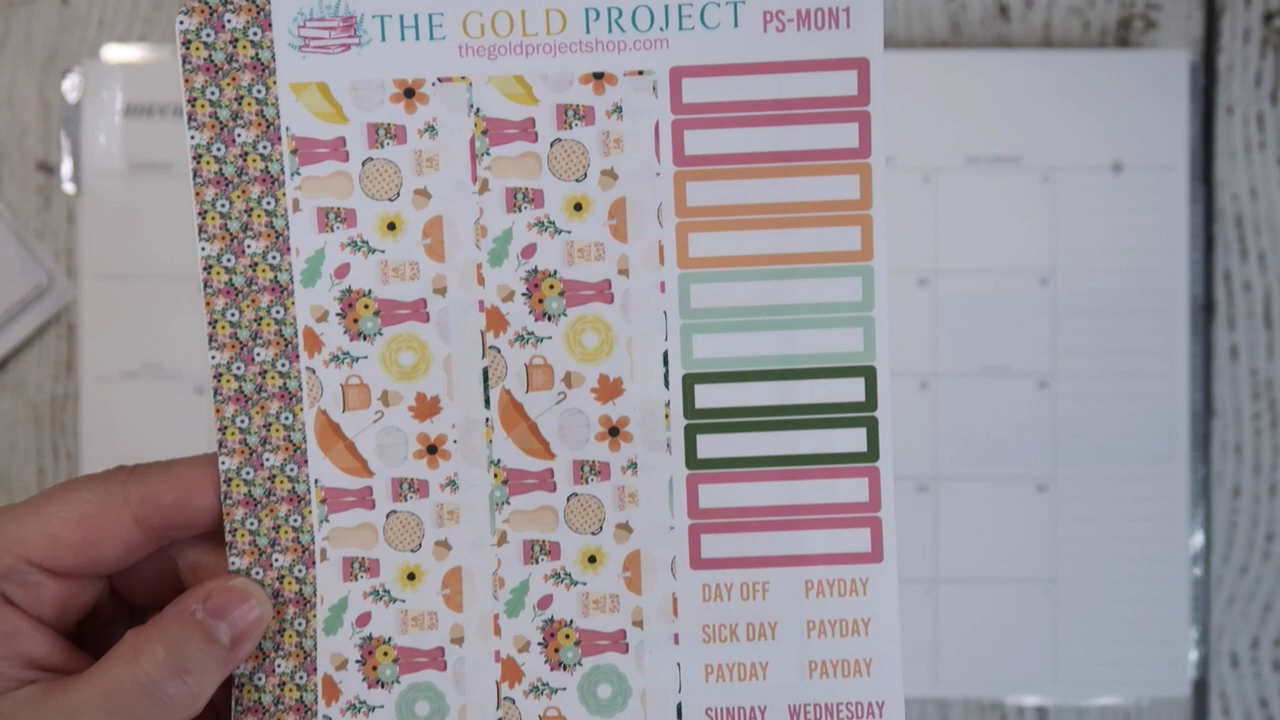 THE GOLD PROJECT PS-MON1
thegoldprojectshop.com
DAY OFF PAYDAY
SICK DAY PAYDAY
PAYDAY PAYDAY
SUNDAY WEDNESDAY